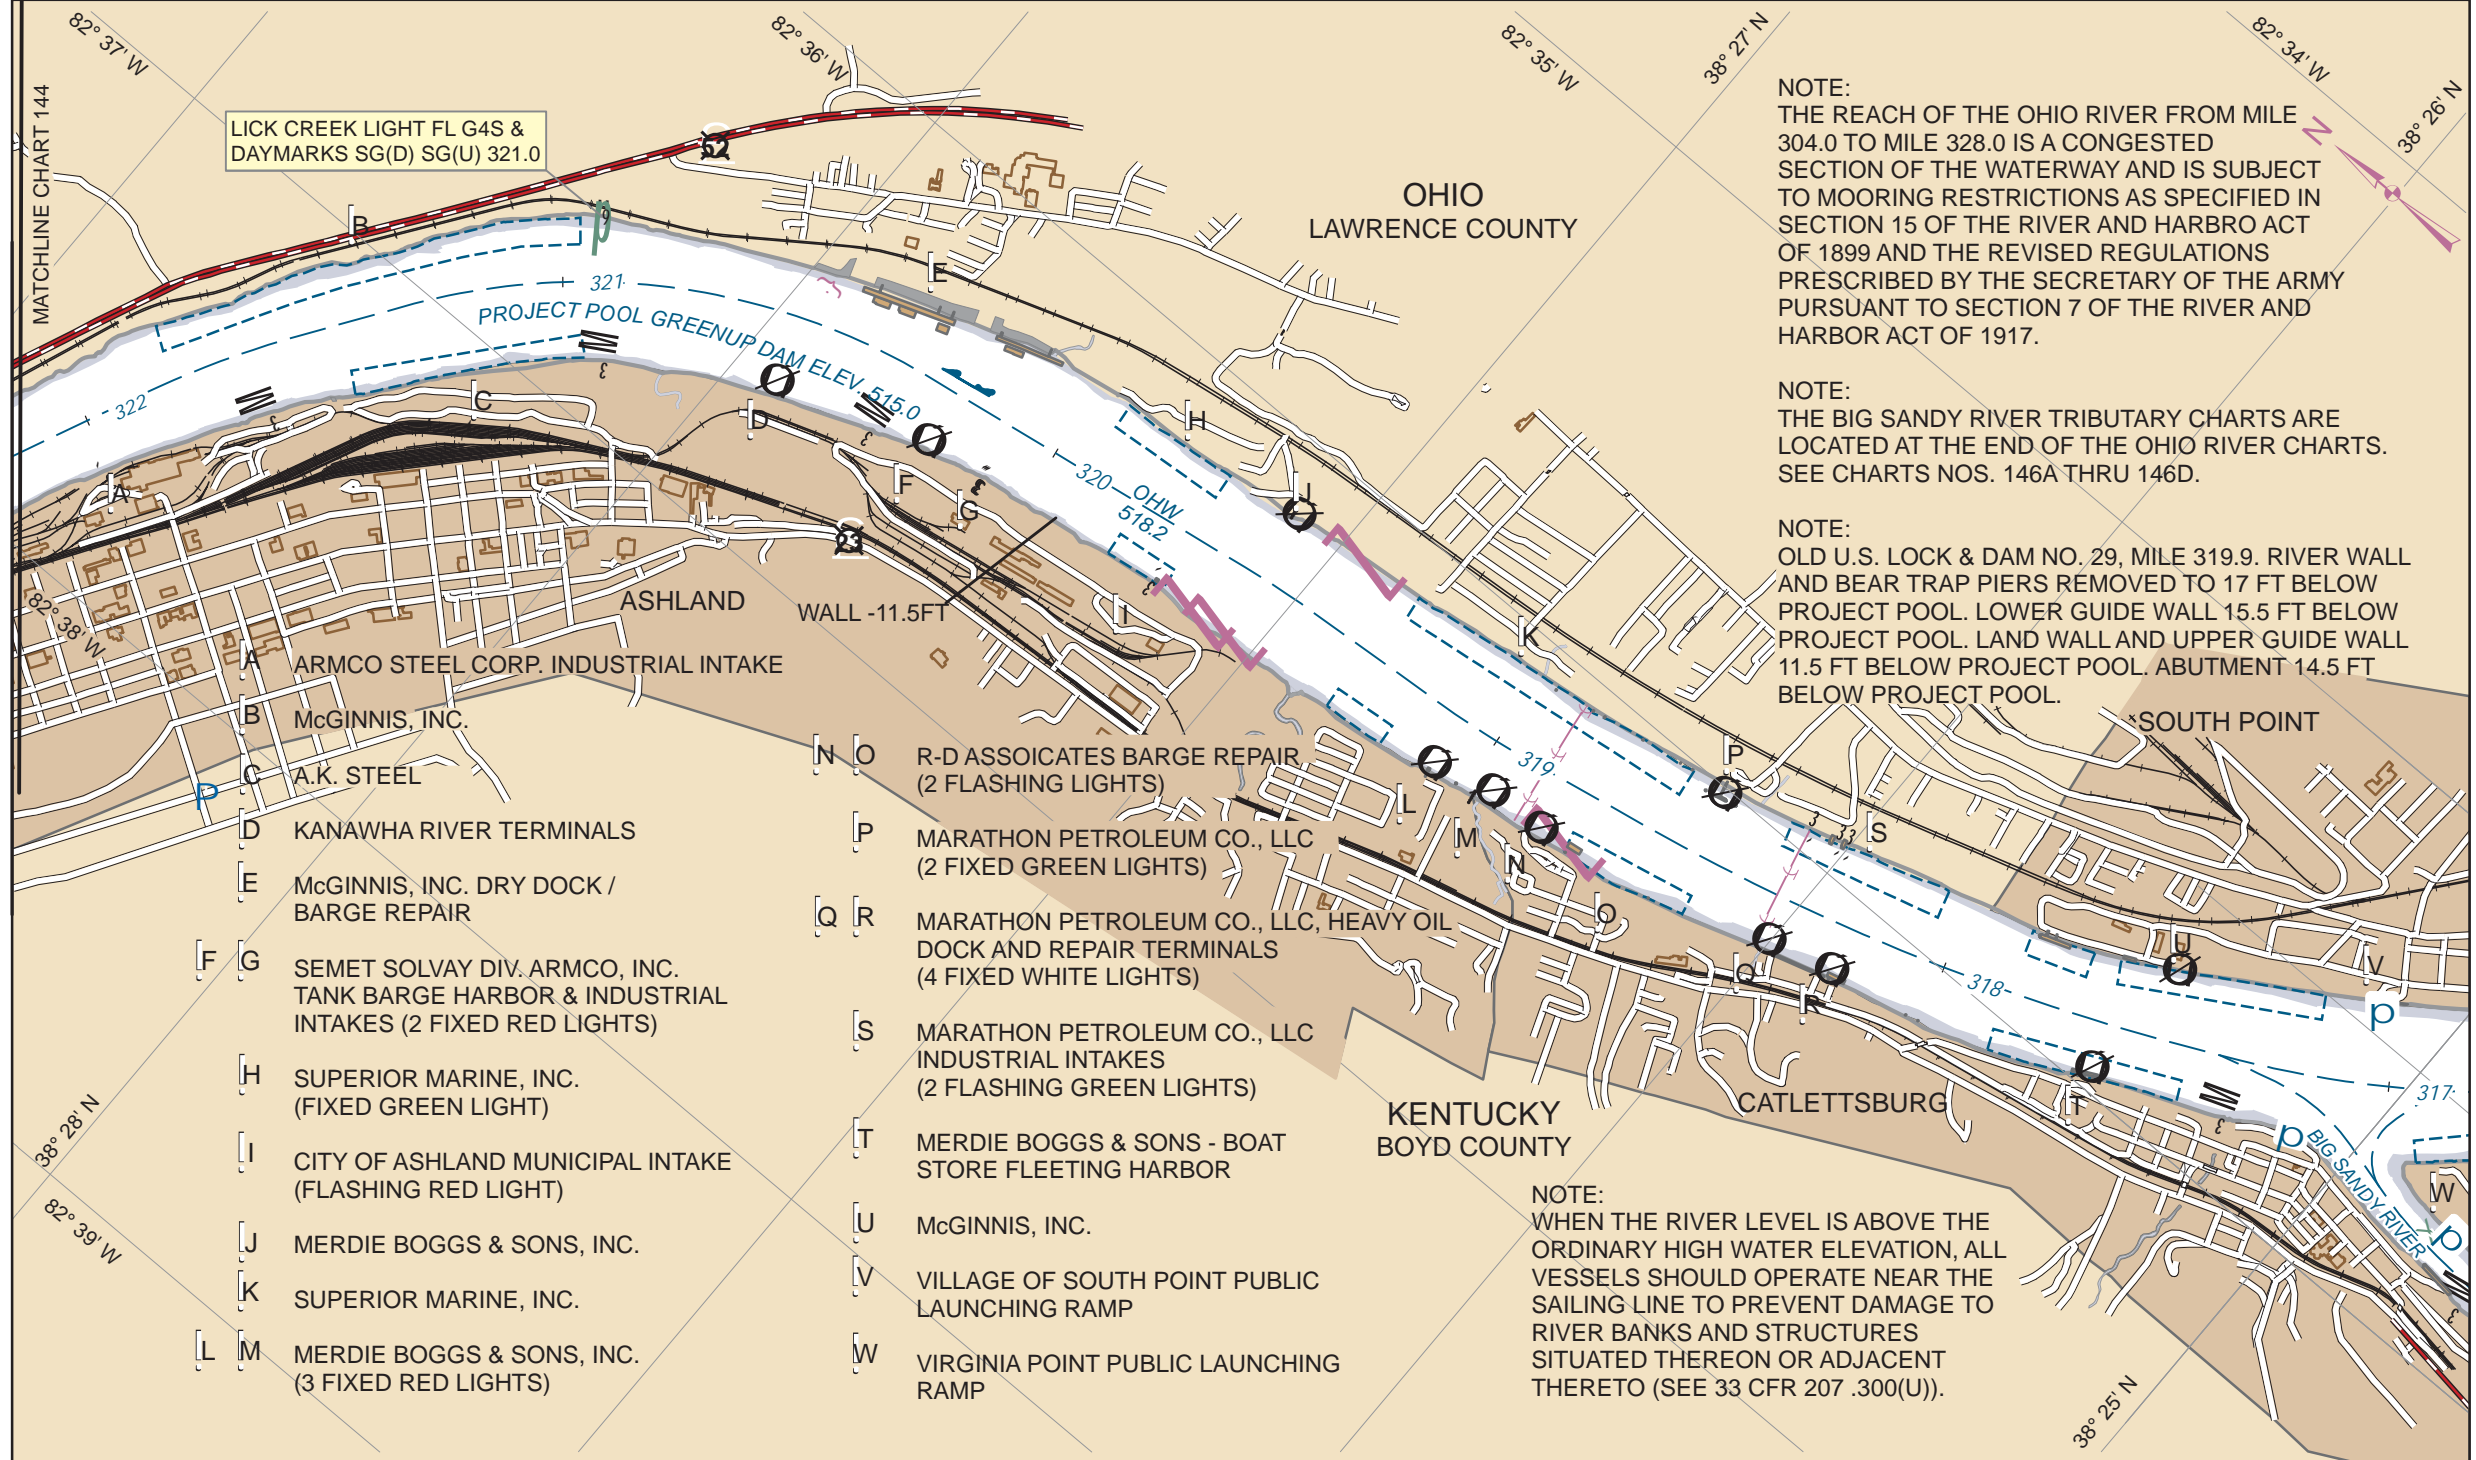 82° 37' W
82° 36' W
82° 35' W
38° 27' N
82° 34' W
38° 26' N
MATCHLINE CHART 144
LICK CREEK LIGHT FL G4S &
DAYMARKS SG(D) SG(U) 321.0
52
OHIO
LAWRENCE COUNTY
N
NOTE:
THE REACH OF THE OHIO RIVER FROM MILE
304.0 TO MILE 328.0 IS A CONGESTED
SECTION OF THE WATERWAY AND IS SUBJECT
TO MOORING RESTRICTIONS AS SPECIFIED IN
SECTION 15 OF THE RIVER AND HARBRO ACT
OF 1899 AND THE REVISED REGULATIONS
PRESCRIBED BY THE SECRETARY OF THE ARMY
PURSUANT TO SECTION 7 OF THE RIVER AND
HARBOR ACT OF 1917.
NOTE:
THE BIG SANDY RIVER TRIBUTARY CHARTS ARE
LOCATED AT THE END OF THE OHIO RIVER CHARTS.
SEE CHARTS NOS. 146A THRU 146D.
NOTE:
OLD U.S. LOCK & DAM NO. 29, MILE 319.9. RIVER WALL
AND BEAR TRAP PIERS REMOVED TO 17 FT BELOW
PROJECT POOL. LOWER GUIDE WALL 15.5 FT BELOW
PROJECT POOL. LAND WALL AND UPPER GUIDE WALL
11.5 FT BELOW PROJECT POOL. ABUTMENT 14.5 FT
BELOW PROJECT POOL.
B
E
321
PROJECT POOL GREENUP DAM ELEV. 515.0
322
C
D
H
A
F
G
J
320
OHW
518.2
23
ASHLAND
WALL -11.5FT
I
K
82° 38' W
SOUTH POINT
319
P
L
M
N
O
S
Q
R
318
U
V
p
T
317
CATLETTSBURG
p
BIG SANDY RIVER
W
p
P
KENTUCKY
BOYD COUNTY
A ARMCO STEEL CORP. INDUSTRIAL INTAKE
B McGINNIS, INC.
C A.K. STEEL
D KANAWHA RIVER TERMINALS
E McGINNIS, INC. DRY DOCK /
BARGE REPAIR
F G SEMET SOLVAY DIV. ARMCO, INC.
TANK BARGE HARBOR & INDUSTRIAL
INTAKES (2 FIXED RED LIGHTS)
H SUPERIOR MARINE, INC.
(FIXED GREEN LIGHT)
I CITY OF ASHLAND MUNICIPAL INTAKE
(FLASHING RED LIGHT)
J MERDIE BOGGS & SONS, INC.
K SUPERIOR MARINE, INC.
L M MERDIE BOGGS & SONS, INC.
(3 FIXED RED LIGHTS)
N O R-D ASSOICATES BARGE REPAIR
(2 FLASHING LIGHTS)
P MARATHON PETROLEUM CO., LLC
(2 FIXED GREEN LIGHTS)
Q R MARATHON PETROLEUM CO., LLC, HEAVY OIL
DOCK AND REPAIR TERMINALS
(4 FIXED WHITE LIGHTS)
S MARATHON PETROLEUM CO., LLC
INDUSTRIAL INTAKES
(2 FLASHING GREEN LIGHTS)
T MERDIE BOGGS & SONS - BOAT
STORE FLEETING HARBOR
U McGINNIS, INC.
V VILLAGE OF SOUTH POINT PUBLIC
LAUNCHING RAMP
W VIRGINIA POINT PUBLIC LAUNCHING
RAMP
NOTE:
WHEN THE RIVER LEVEL IS ABOVE THE
ORDINARY HIGH WATER ELEVATION, ALL
VESSELS SHOULD OPERATE NEAR THE
SAILING LINE TO PREVENT DAMAGE TO
RIVER BANKS AND STRUCTURES
SITUATED THEREON OR ADJACENT
THERETO (SEE 33 CFR 207 .300(U)).
38° 28' N
82° 39' W
38° 25' N